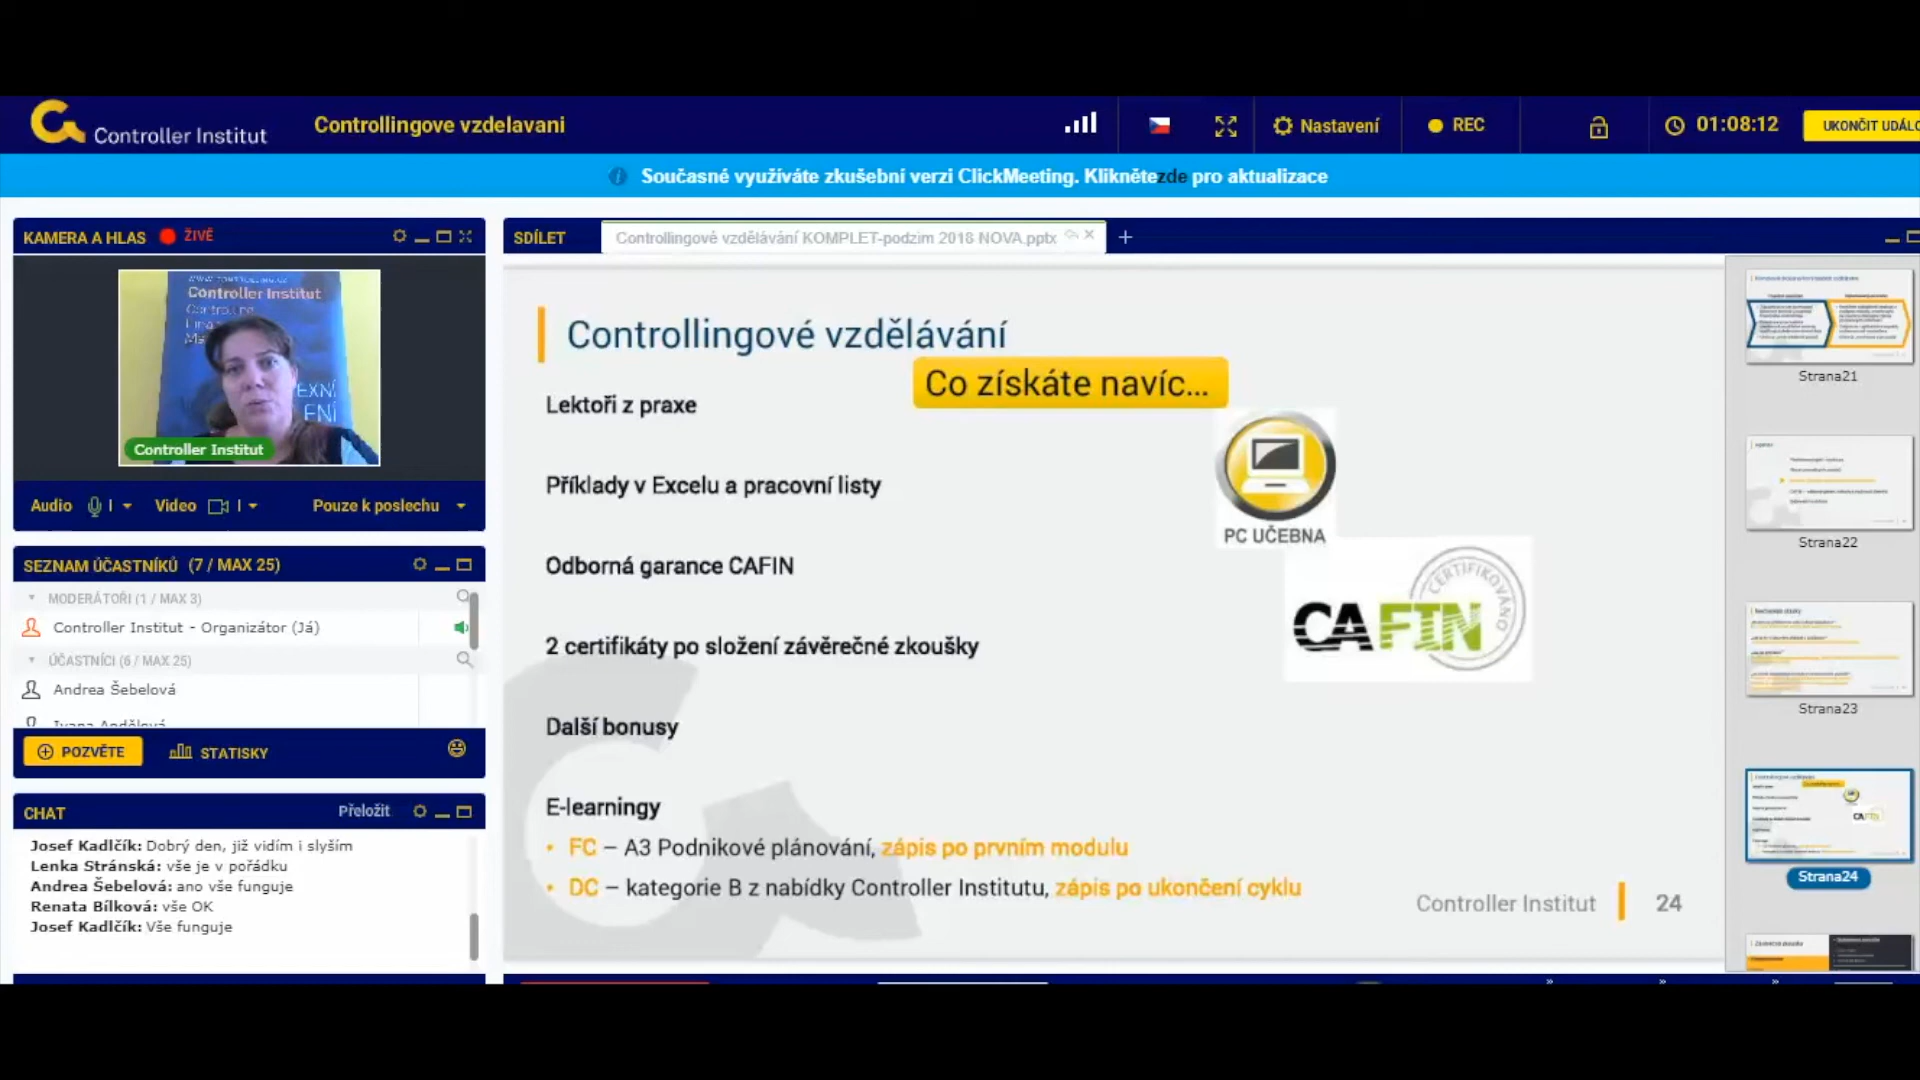 Controller Institut
Controllingove vzdelavani
Nastavení
REC
01:08:12
UKONČIT UDÁLO
Současné využíváte zkušební verzi ClickMeeting. Kliknětezde pro aktualizace
KAMERA A HLAS
ŽIVĚ
Controller Institut
Controller Institut
Audio
Video
Pouze k poslechu
SEZNAM ÚČASTNÍKŮ (7 / MAX 25)
MODERÁTOŘI (1 / MAX 3)
Controller Institut - Organizátor (Já)
ÚČASTNÍCI (6 / MAX 25)
Andrea Šebelová
Ivana Andělová
POZVĚTE
STATISKY
CHAT
Přeložit
Josef Kadlčík: Dobrý den, již vidím i slyším
Lenka Stránská: vše je v pořádku
Andrea Šebelová: ano vše funguje
Renata Bílková: vše OK
Josef Kadlčík: Vše funguje
SDÍLET
Controllingové vzdělávání KOMPLET-podzim 2018 NOVA.pptx
Controllingové vzdělávání
Co získáte navíc...
Lektoři z praxe
Příklady v Excelu a pracovní listy
PC UČEBNA
Odborná garance CAFIN
CERTIFIKOVÁNO
CAFIN
2 certifikáty po složení závěrečné zkoušky
Další bonusy
E-learningy
• FC – A3 Podnikové plánování, zápis po prvním modulu
• DC – kategorie B z nabídky Controller Institutu, zápis po ukončení cyklu
Controller Institut
24
Strana21
Strana22
Strana23
Strana24